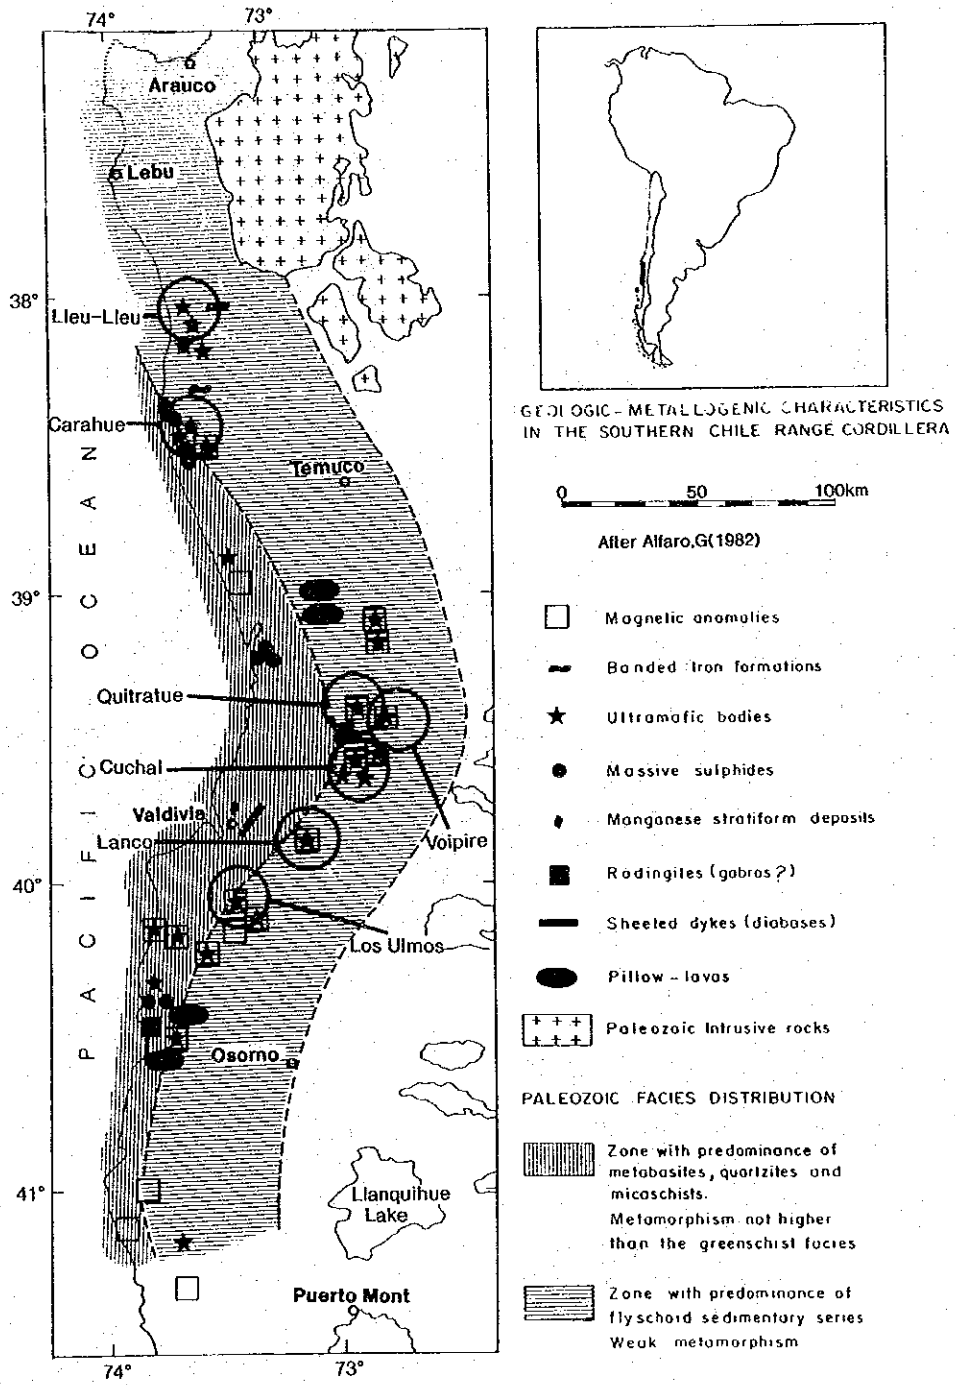 74°
73°
Arauco
Lebu
38°
Lleu-Lleu
Carahue
Temuco
39°
Quitratue
Cuchal
Valdivia
Lanco
Voipire
40°
Los Ulmos
Osorno
41°
Llanquihue
Lake
Puerto Mont
74°
73°
PACIFIC OCEAN
GEOLOGIC-METALLOGENIC CHARACTERISTICS
IN THE SOUTHERN CHILE RANGE CORDILLERA
0 50 100km
After Alfaro,G(1982)
Magnetic anomalies
Banded Iron formations
Ultramafic bodies
Massive sulphides
Manganese stratiform deposits
Rodingites (gabros?)
Sheeted dykes (diabases)
Pillow-lavas
Paleozoic Intrusive rocks
PALEOZOIC FACIES DISTRIBUTION
Zone with predominance of
metabasites, quartzites and
micaschists.
Metamorphism not higher
than the greenschist facies
Zone with predominance of
flyschoid sedimentary series
Weak metamorphism